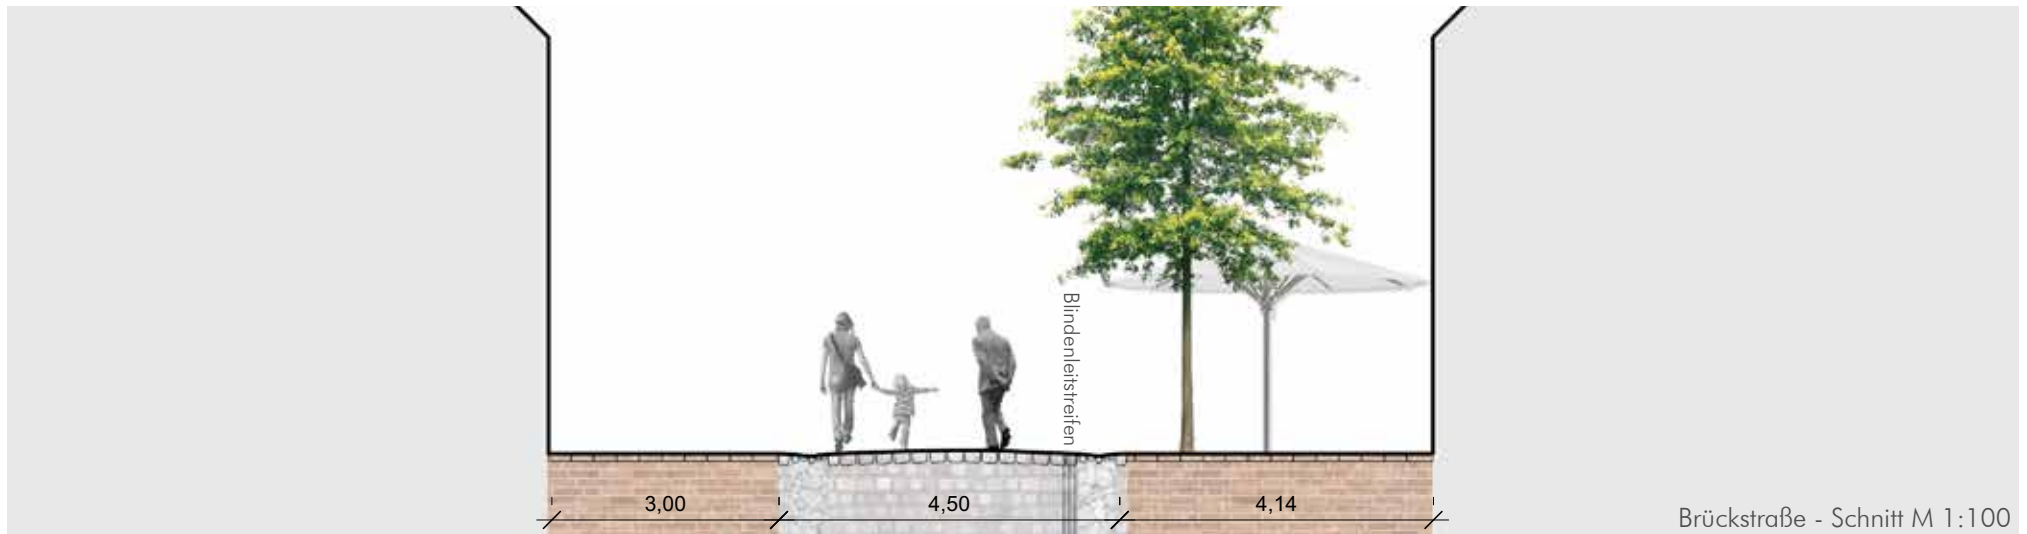 Blindenleitstreifen
3,00
4,50
4,14
Brückstraße - Schnitt M 1:100